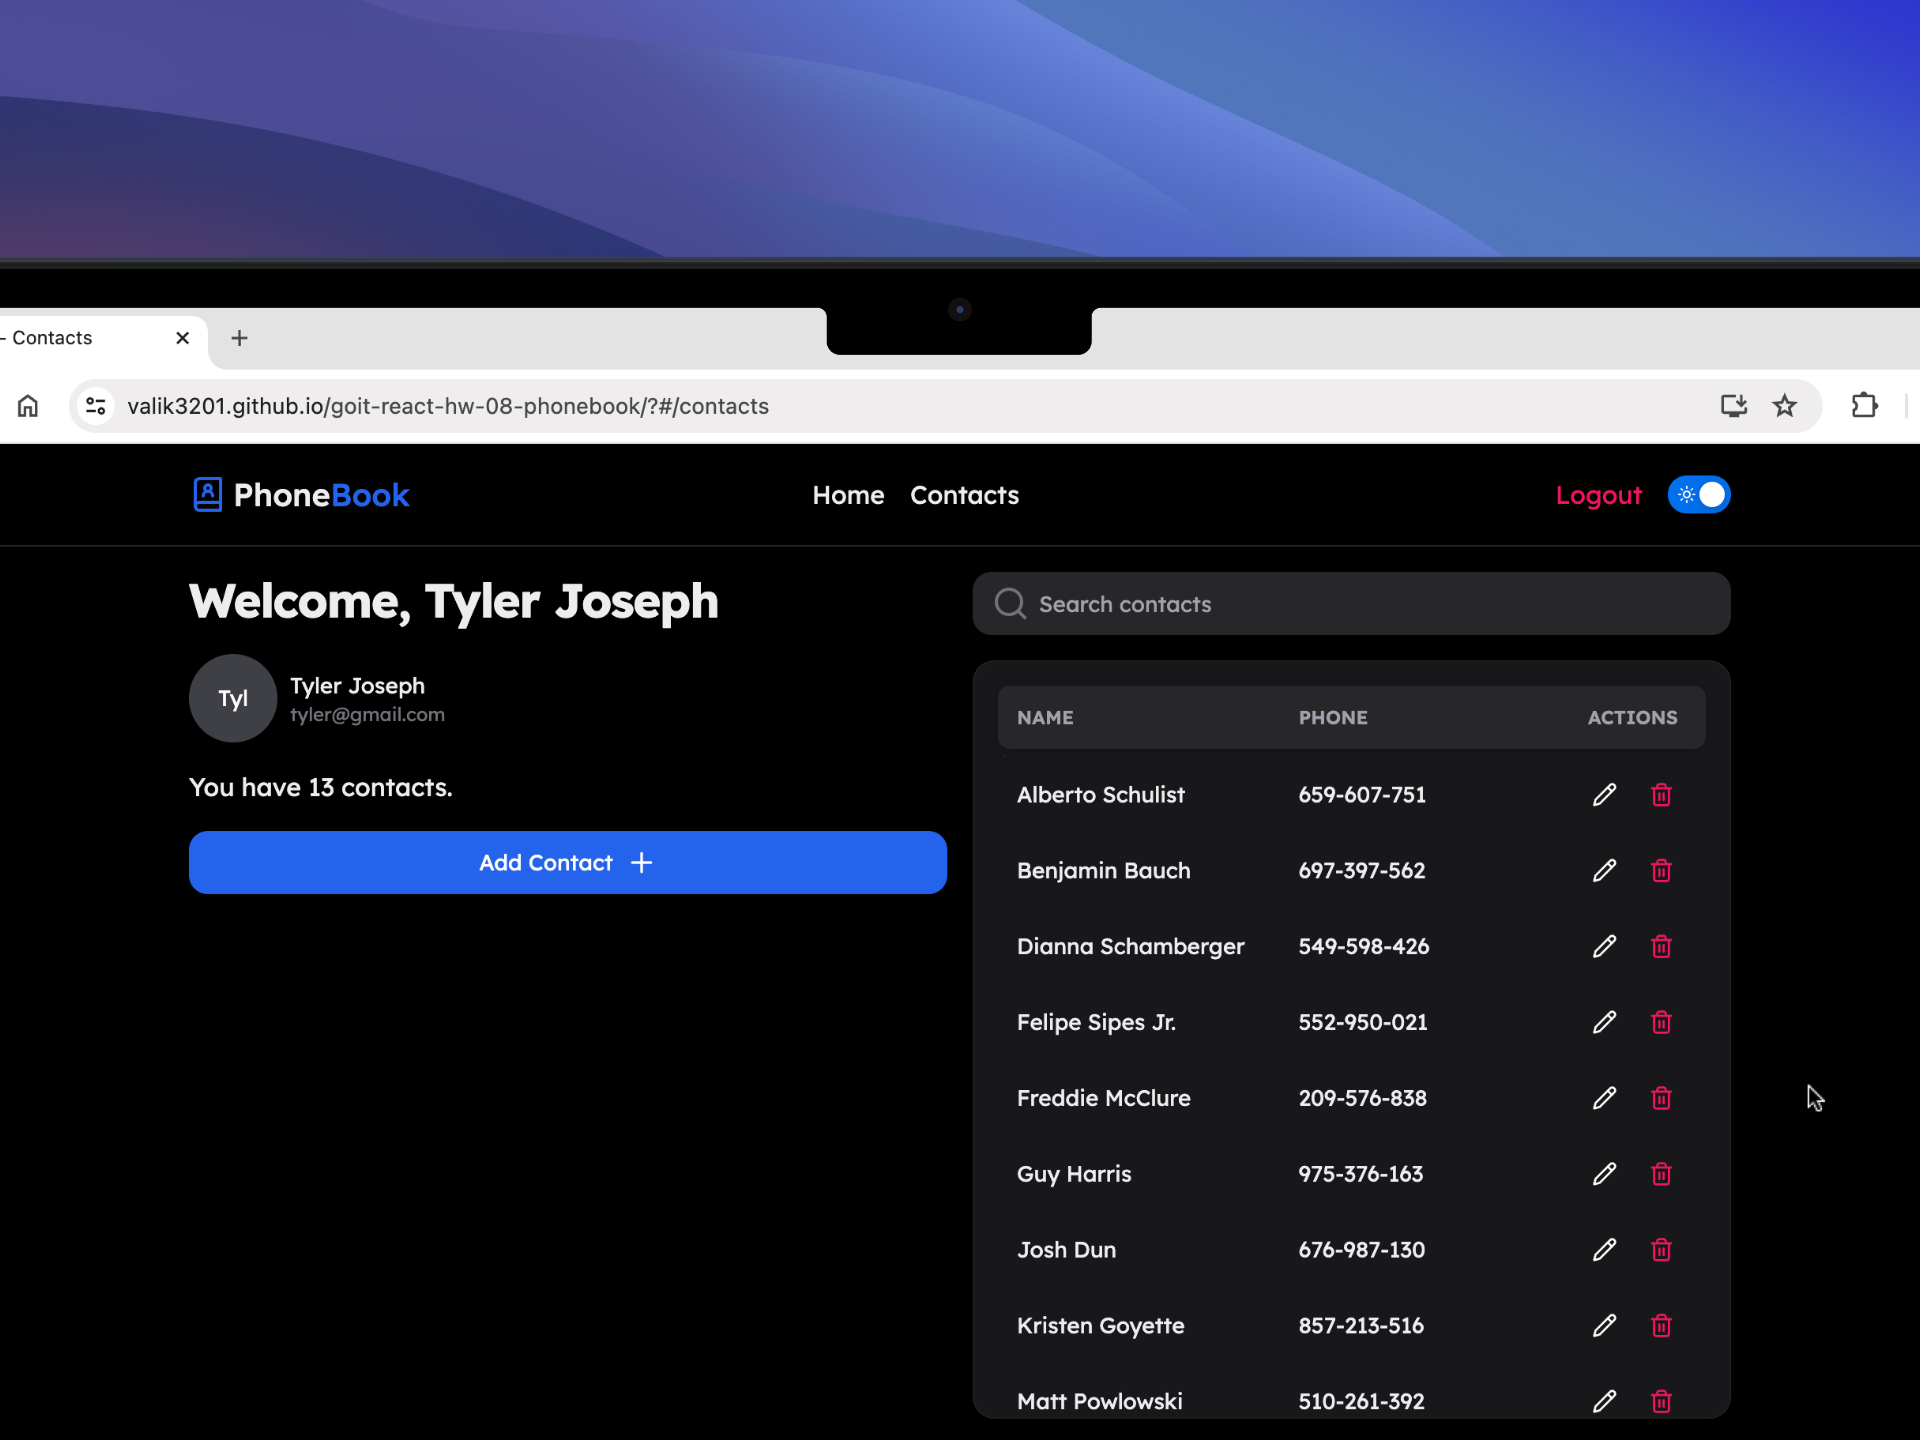 - Contacts
valik3201.github.io/goit-react-hw-08-phonebook/?#/contacts
PhoneBook
Home
Contacts
Logout
Welcome, Tyler Joseph
Tyl
Tyler Joseph
tyler@gmail.com
You have 13 contacts.
Add Contact
Search contacts
NAME PHONE ACTIONS
Alberto Schulist 659-607-751
Benjamin Bauch 697-397-562
Dianna Schamberger 549-598-426
Felipe Sipes Jr. 552-950-021
Freddie McClure 209-576-838
Guy Harris 975-376-163
Josh Dun 676-987-130
Kristen Goyette 857-213-516
Matt Powlowski 510-261-392